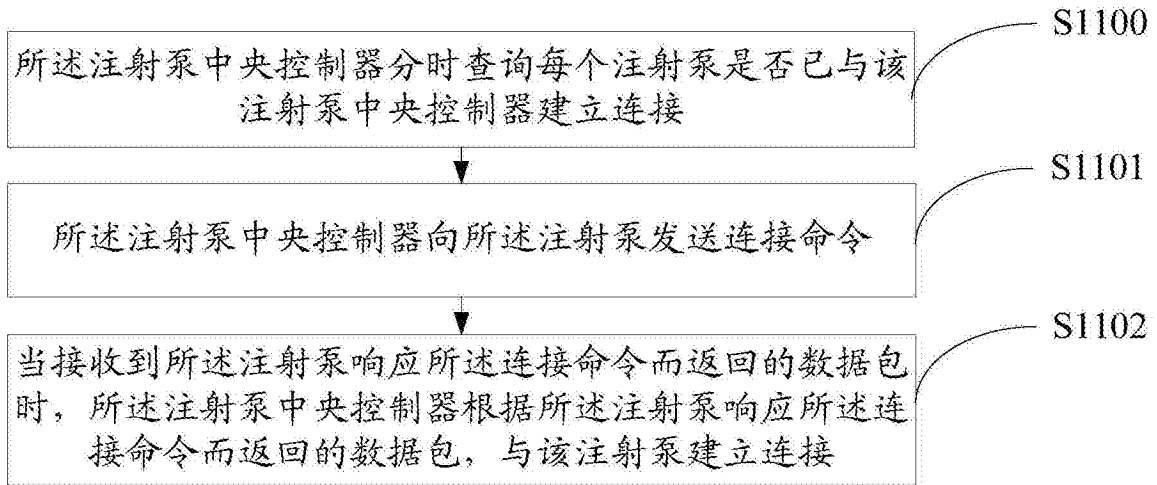 S1100
所述注射泵中央控制器分时查询每个注射泵是否已与该
注射泵中央控制器建立连接
S1101
所述注射泵中央控制器向所述注射泵发送连接命令
S1102
当接收到所述注射泵响应所述连接命令而返回的数据包
时，所述注射泵中央控制器根据所述注射泵响应所述连
接命令而返回的数据包，与该注射泵建立连接